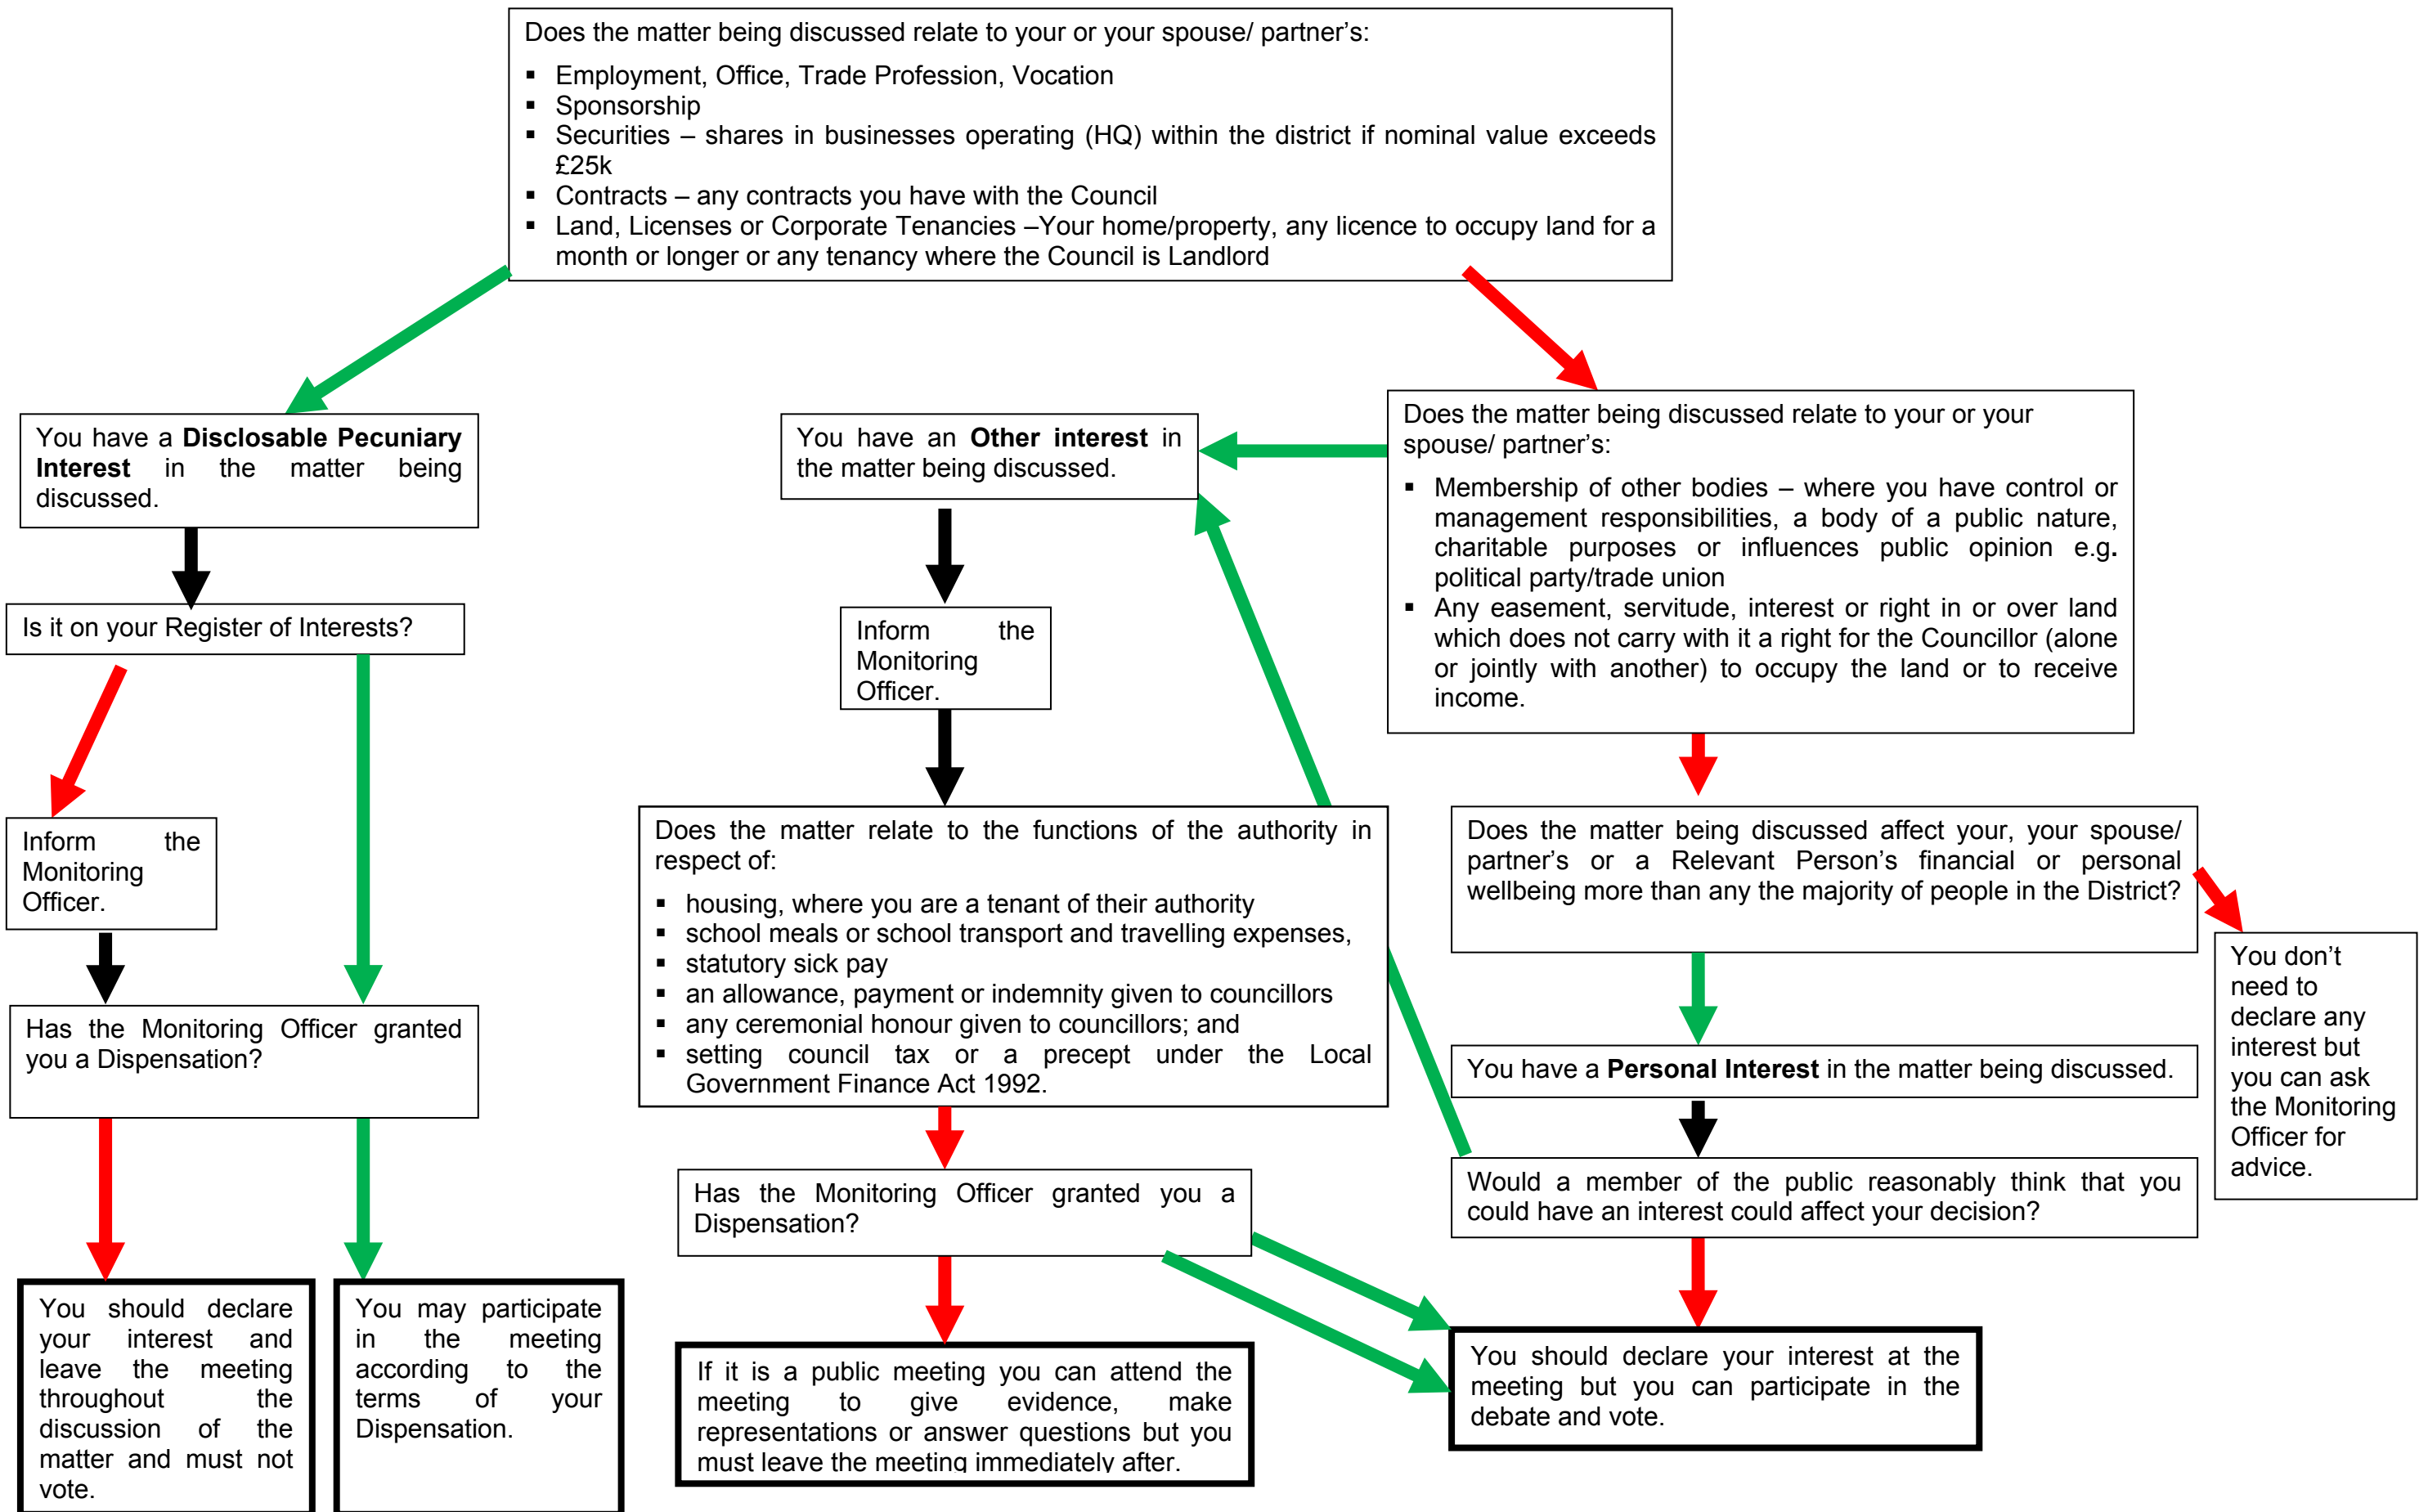 Does the matter being discussed relate to your or your spouse/ partner’s:
▪ Employment, Office, Trade Profession, Vocation
▪ Sponsorship
▪ Securities – shares in businesses operating (HQ) within the district if nominal value exceeds
£25k
▪ Contracts – any contracts you have with the Council
▪ Land, Licenses or Corporate Tenancies –Your home/property, any licence to occupy land for a
month or longer or any tenancy where the Council is Landlord
You have a Disclosable Pecuniary
Interest in the matter being
discussed.
Is it on your Register of Interests?
Inform the
Monitoring
Officer.
Has the Monitoring Officer granted
you a Dispensation?
You should declare
your interest and
leave the meeting
throughout the
discussion of the
matter and must not
vote.
You may participate
in the meeting
according to the
terms of your
Dispensation.
You have an Other interest in
the matter being discussed.
Inform the
Monitoring
Officer.
Does the matter relate to the functions of the authority in
respect of:
▪ housing, where you are a tenant of their authority
▪ school meals or school transport and travelling expenses,
▪ statutory sick pay
▪ an allowance, payment or indemnity given to councillors
▪ any ceremonial honour given to councillors; and
▪ setting council tax or a precept under the Local
Government Finance Act 1992.
Has the Monitoring Officer granted you a
Dispensation?
If it is a public meeting you can attend the
meeting to give evidence, make
representations or answer questions but you
must leave the meeting immediately after.
Does the matter being discussed relate to your or your
spouse/ partner’s:
▪ Membership of other bodies – where you have control or
management responsibilities, a body of a public nature,
charitable purposes or influences public opinion e.g.
political party/trade union
▪ Any easement, servitude, interest or right in or over land
which does not carry with it a right for the Councillor (alone
or jointly with another) to occupy the land or to receive
income.
Does the matter being discussed affect your, your spouse/
partner’s or a Relevant Person’s financial or personal
wellbeing more than any the majority of people in the District?
You don’t
need to
declare any
interest but
you can ask
the Monitoring
Officer for
advice.
You have a Personal Interest in the matter being discussed.
Would a member of the public reasonably think that you
could have an interest could affect your decision?
You should declare your interest at the
meeting but you can participate in the
debate and vote.